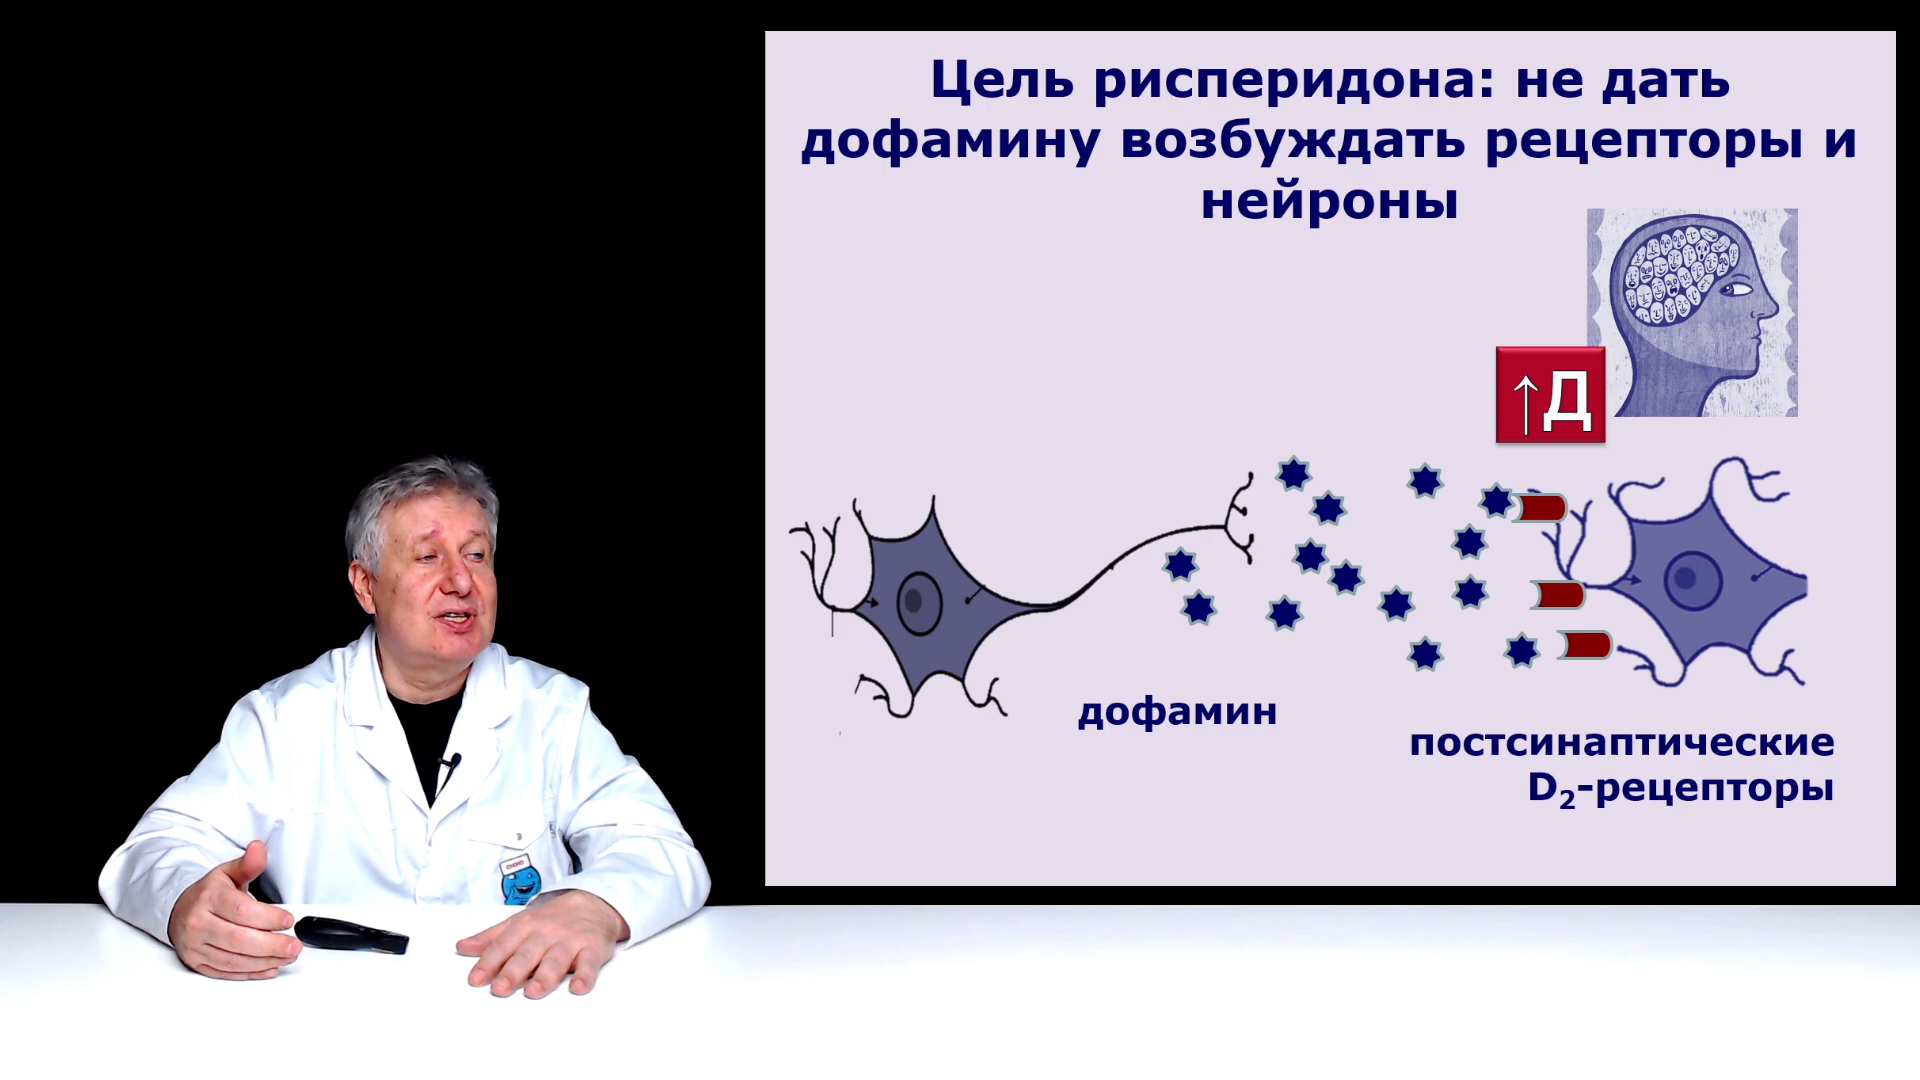 Цель рисперидона: не дать
дофамину возбуждать рецепторы и
нейроны
↑Д
дофамин
постсинаптические
D₂-рецепторы